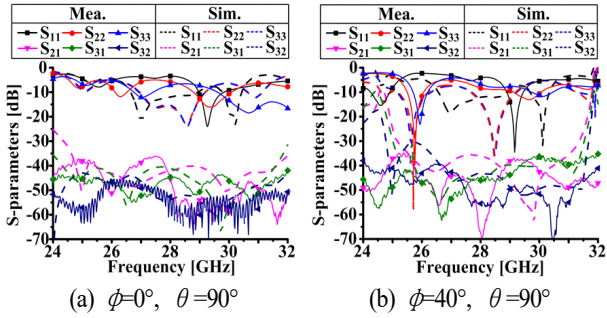 Mea. Sim. Mea. Sim.
S11 S22 S33 S11 S22 S33 S11 S22 S33 S11 S22 S33
S21 S31 S32 S21 S31 S32 S21 S31 S32 S21 S31 S32
S-parameters [dB]
0
-10
-20
-30
-40
-50
-60
-70
24 26 28 30 32
Frequency [GHz]
(a) ϕ=0°, θ=90°
S-parameters [dB]
0
-10
-20
-30
-40
-50
-60
-70
24 26 28 30 32
Frequency [GHz]
(b) ϕ=40°, θ=90°